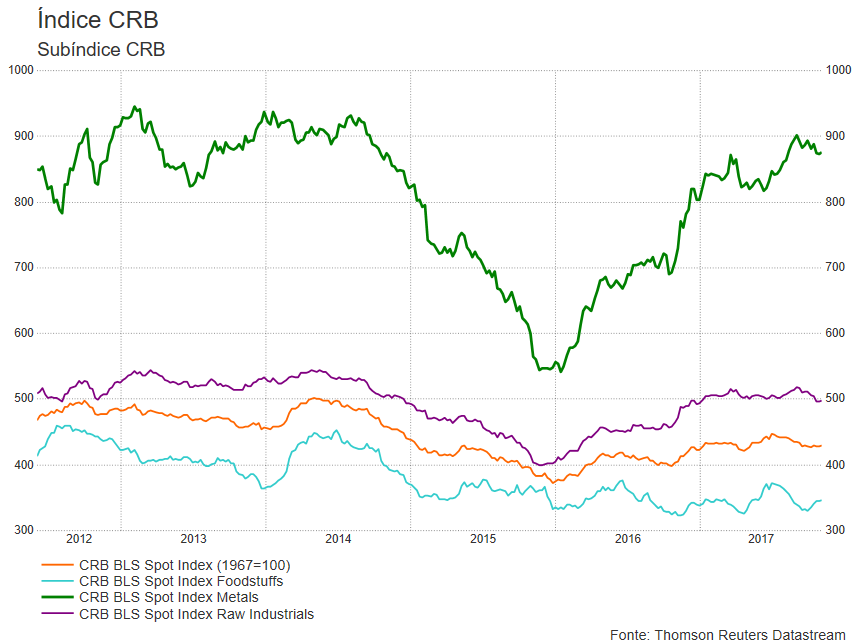 Índice CRB
Subíndice CRB
1000 1000
900 900
800 800
700 700
600 600
500 500
400 400
300 300
2012 2013 2014 2015 2016 2017
CRB BLS Spot Index (1967=100)
CRB BLS Spot Index Foodstuffs
CRB BLS Spot Index Metals
CRB BLS Spot Index Raw Industrials
Fonte: Thomson Reuters Datastream